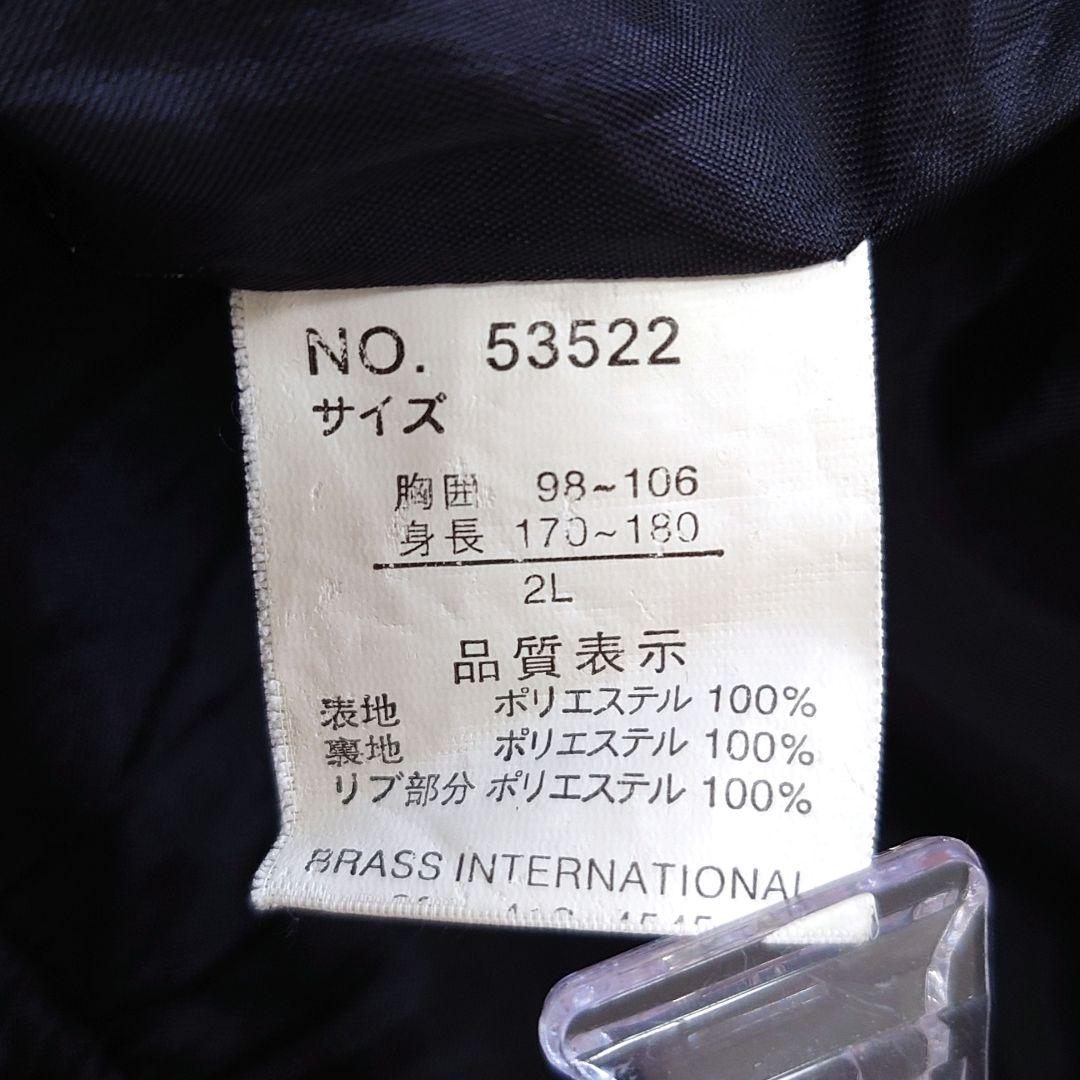 NO. 53522
サイズ
胸囲 98~106
身長 170~180
2L
品質表示
表地 ポリエステル 100%
裏地 ポリエステル 100%
リブ部分 ポリエステル 100%
BRASS INTERNATIONAL